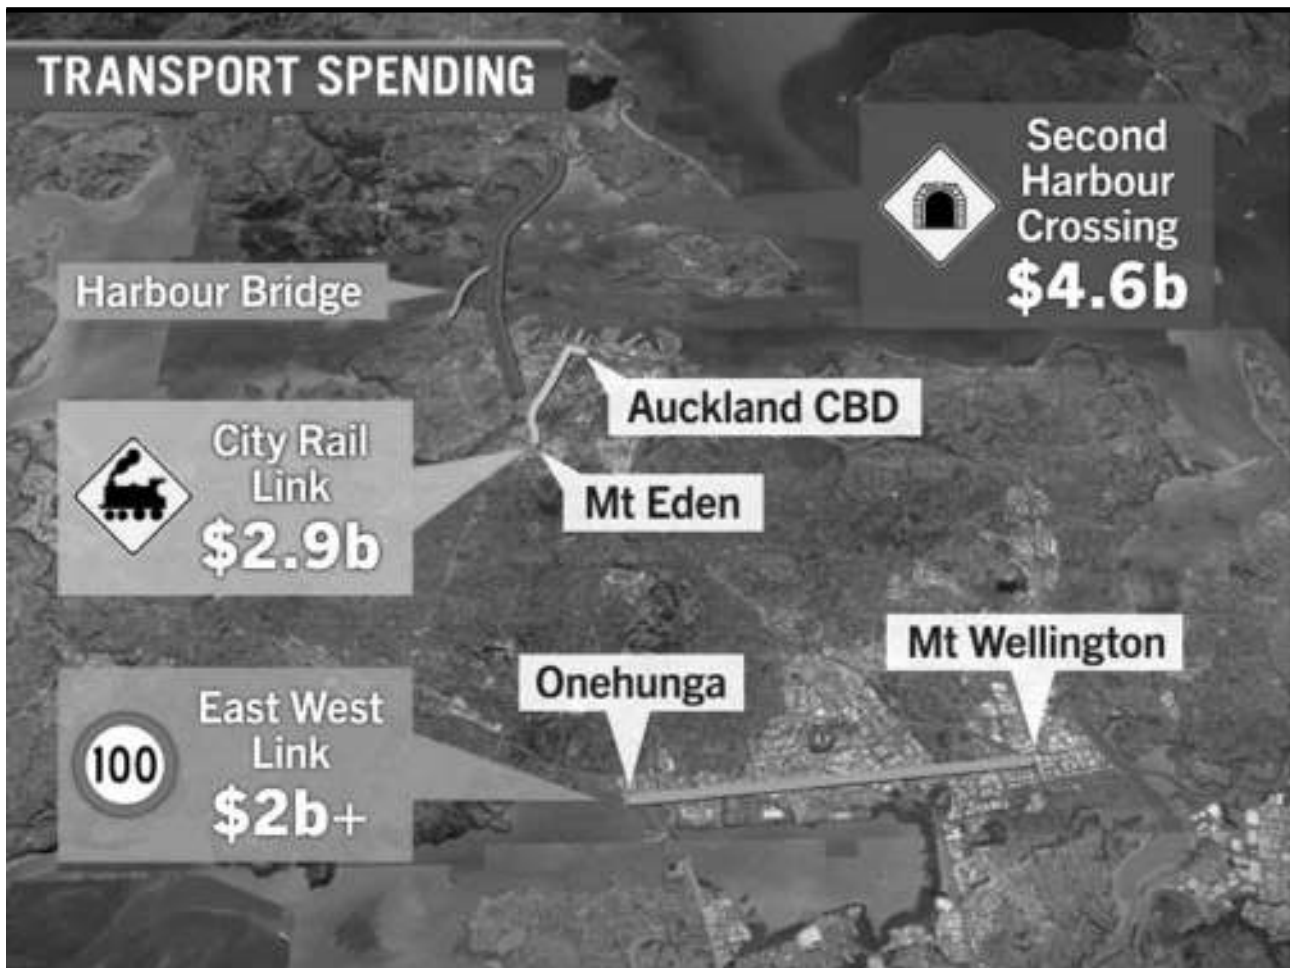 TRANSPORT SPENDING
Second
Harbour
Crossing
$4.6b
Harbour Bridge
Auckland CBD
City Rail
Link
$2.9b
Mt Eden
Mt Wellington
Onehunga
East West
Link
$2b+
100